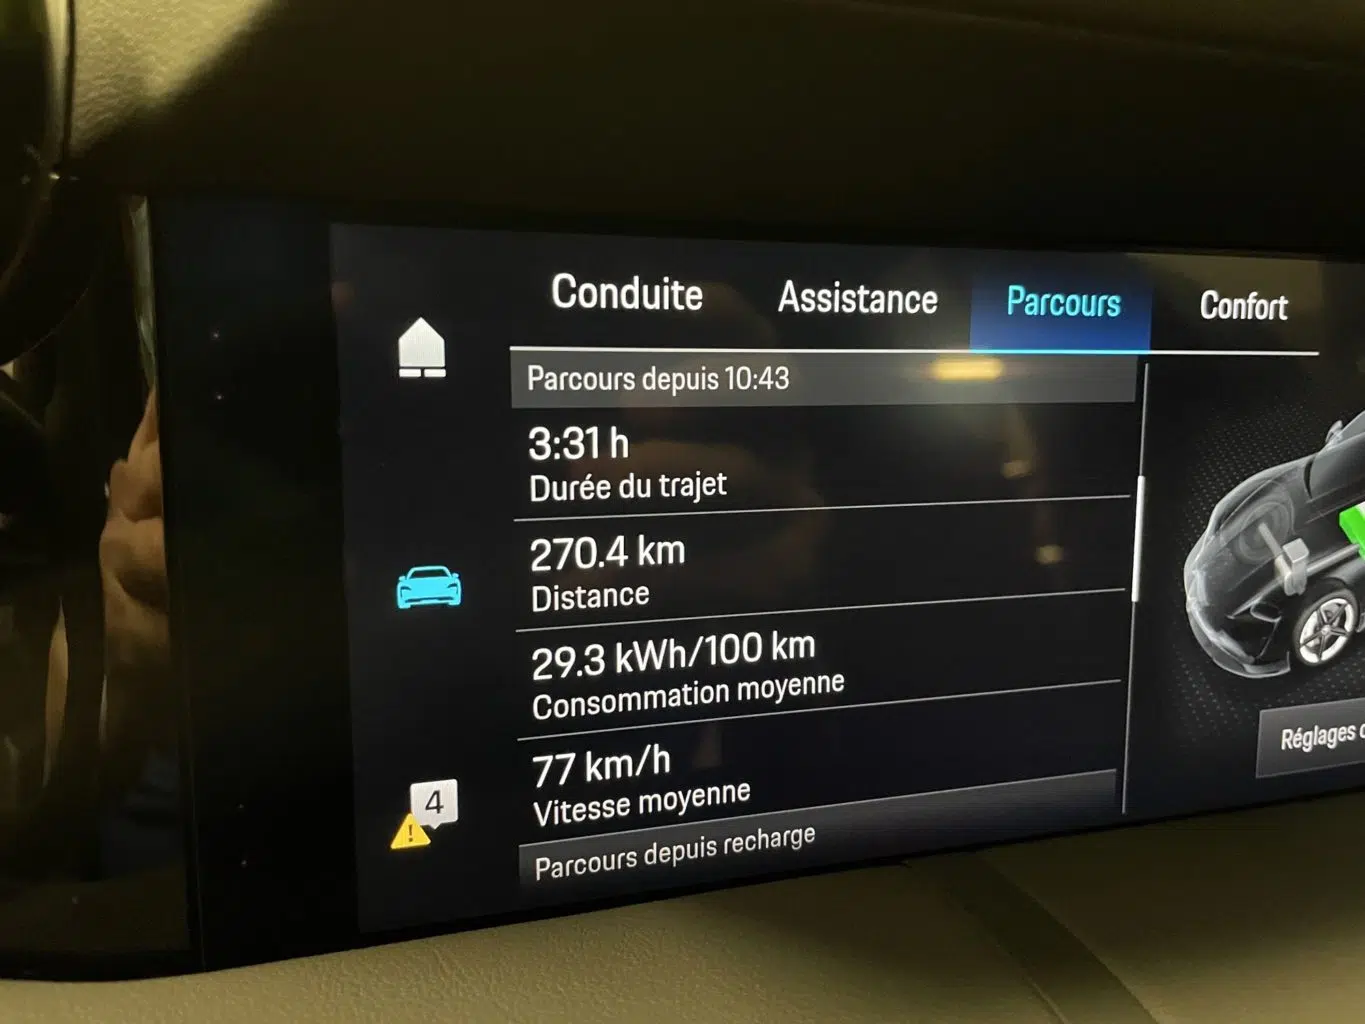 Conduite Assistance Parcours Confort
Parcours depuis 10:43
3:31 h
Durée du trajet
270.4 km
Distance
29.3 kWh/100 km
Consommation moyenne
77 km/h
Vitesse moyenne
4
Parcours depuis recharge
Réglages